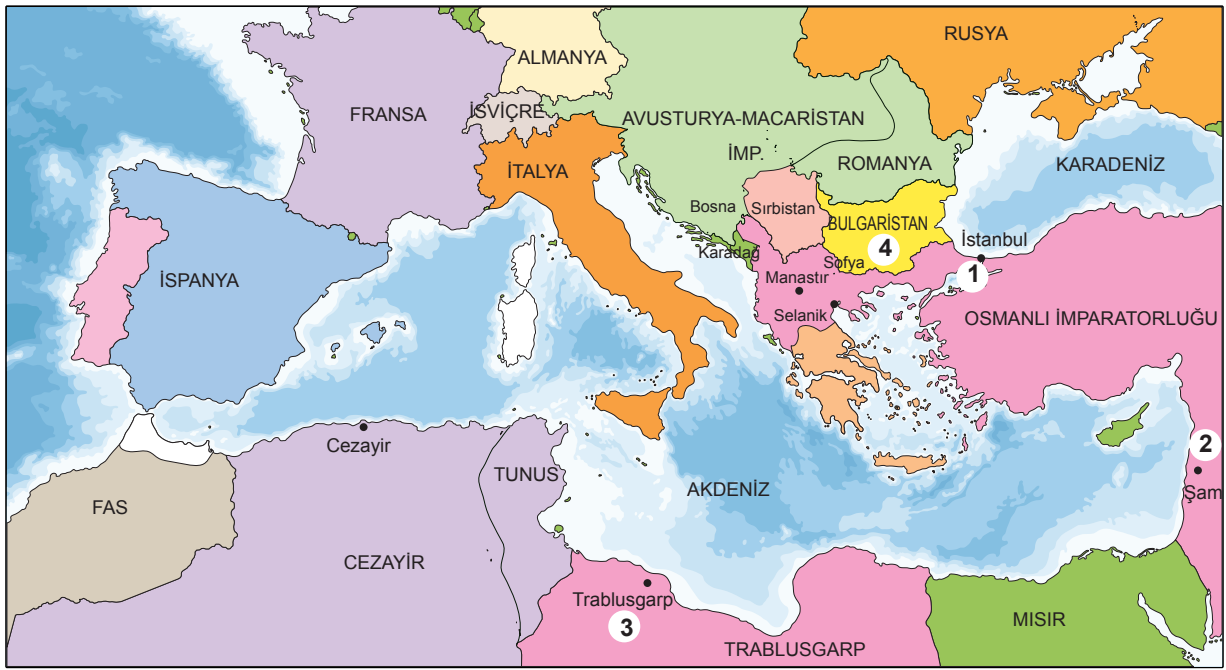 RUSYA
ALMANYA
FRANSA
İSVİÇRE
AVUSTURYA-MACARİSTAN
İMP.
İTALYA
ROMANYA
KARADENİZ
Bosna
Sırbistan
BULGARİSTAN
4
İstanbul
1
Karadağ
Sofya
İSPANYA
Manastır
Selanik
OSMANLI İMPARATORLUĞU
Cezayir
TUNUS
AKDENİZ
2
Şam
FAS
CEZAYİR
Trablusgarp
3
TRABLUSGARP
MISIR